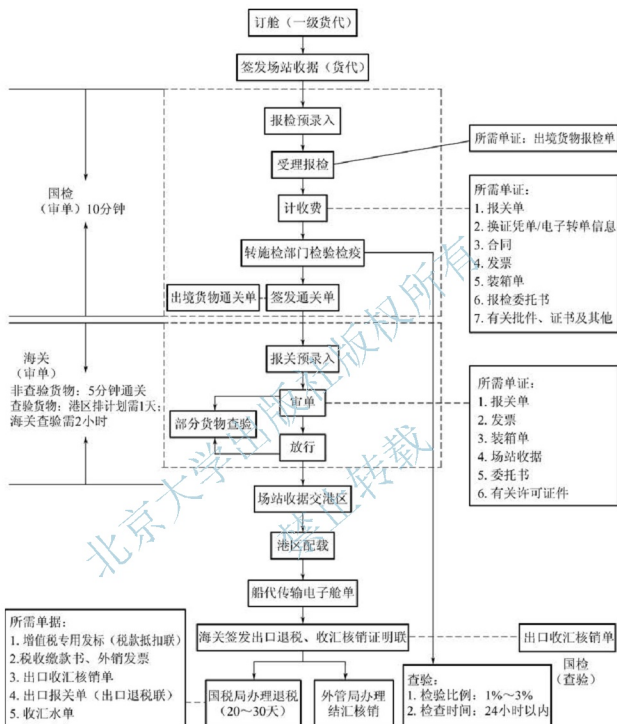 订舱（一级货代）
签发场站收据（货代）
报检预录入
受理报检
所需单证：出境货物报检单
国检
（审单）10分钟
计收费
所需单证：
1. 报关单
2. 换证凭单/电子转单信息
3. 合同
4. 发票
5. 装箱单
6. 报检委托书
7. 有关批件、证书及其他
转施检部门检验检疫
出境货物通关单
签发通关单
海关
（审单）
非查验货物：5分钟通关
查验货物：港区排计划需1天；
海关查验需2小时
报关预录入
审单
部分货物查验
放行
所需单证：
1. 报关单
2. 发票
3. 装箱单
4. 场站收据
5. 委托书
6. 有关许可证件
场站收据交港区
港区配载
船代传输电子舱单
海关签发出口退税、收汇核销证明联
出口收汇核销单
所需单据：
1. 增值税专用发标（税款抵扣联）
2.税收缴款书、外销发票
3. 出口收汇核销单
4. 出口报关单（出口退税联）
5. 收汇水单
国税局办理退税
（20～30天）
外管局办理
结汇核销
国检
（查验）
查验：
1. 检验比例：1%～3%
2. 检查时间：24小时以内
北京大学出版社版权所有
禁止转载